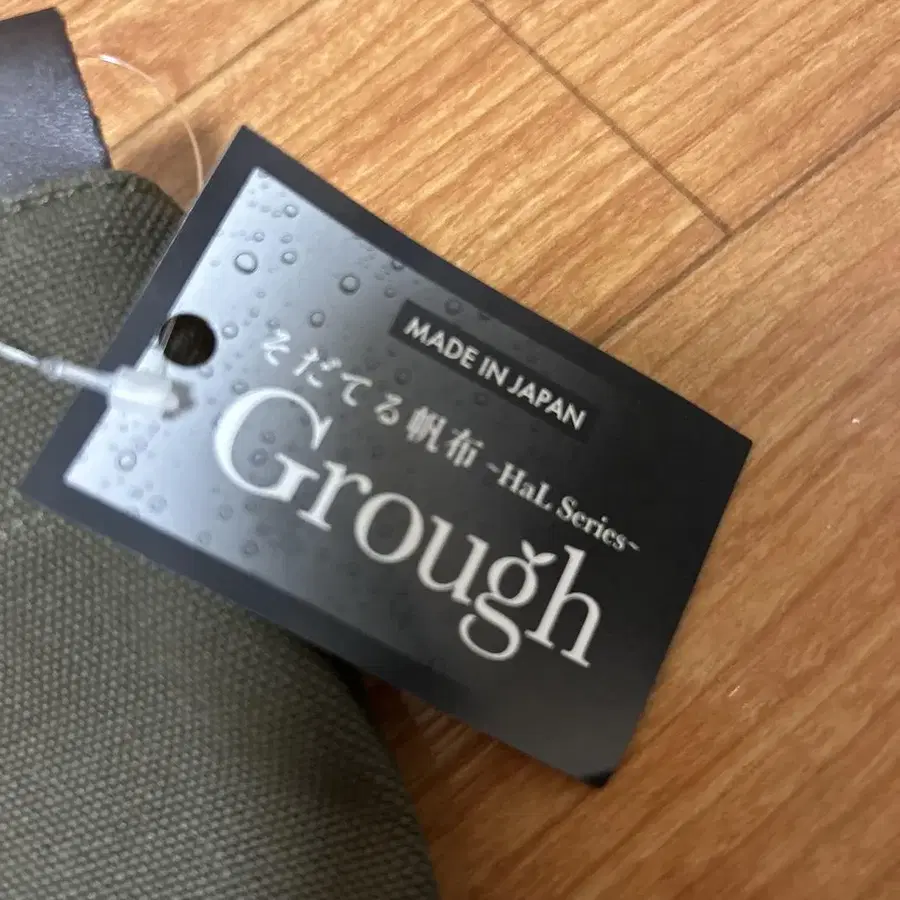 MADE IN JAPAN
そだてる帆布 ~HaL Series~
Grough